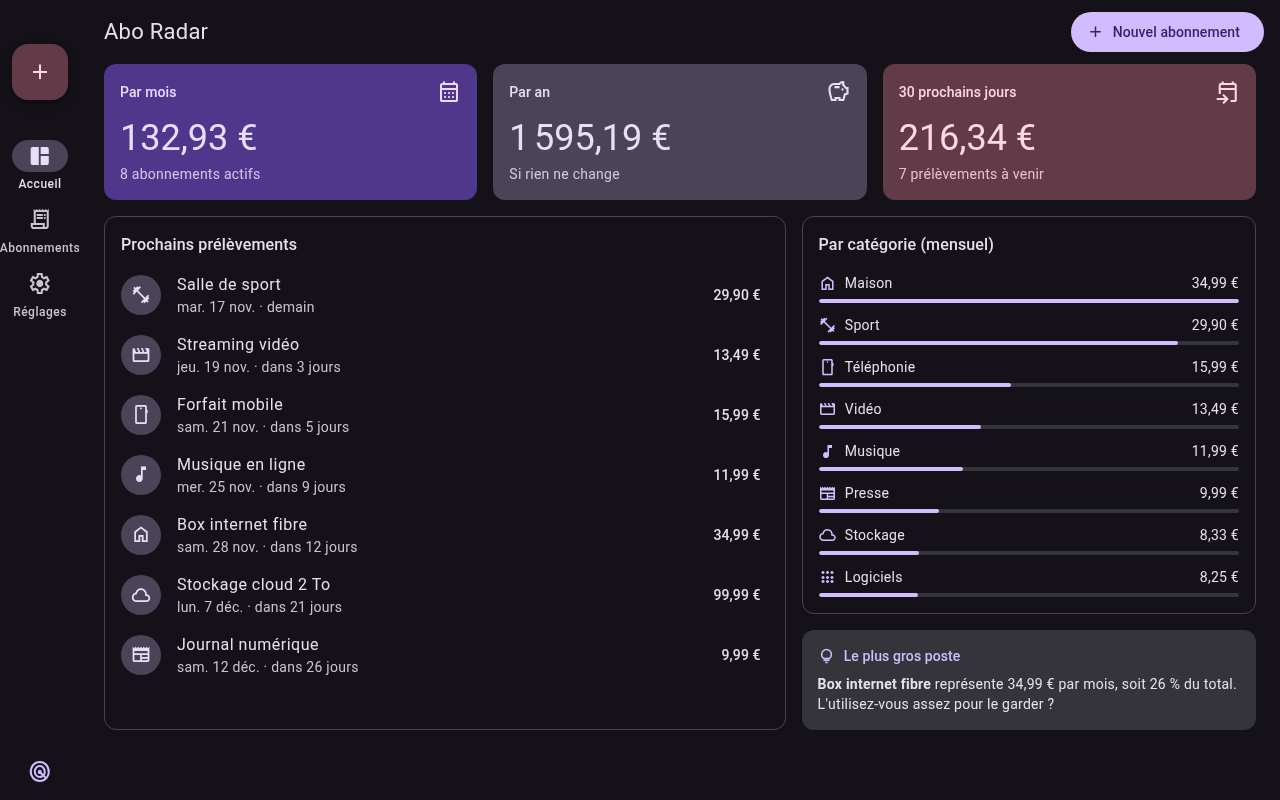 Abo Radar
Nouvel abonnement
Accueil
Abonnements
Réglages
Par mois
132,93 €
8 abonnements actifs
Par an
1 595,19 €
Si rien ne change
30 prochains jours
216,34 €
7 prélèvements à venir
Prochains prélèvements
Salle de sport
mar. 17 nov. · demain
29,90 €
Streaming vidéo
jeu. 19 nov. · dans 3 jours
13,49 €
Forfait mobile
sam. 21 nov. · dans 5 jours
15,99 €
Musique en ligne
mer. 25 nov. · dans 9 jours
11,99 €
Box internet fibre
sam. 28 nov. · dans 12 jours
34,99 €
Stockage cloud 2 To
lun. 7 déc. · dans 21 jours
99,99 €
Journal numérique
sam. 12 déc. · dans 26 jours
9,99 €
Par catégorie (mensuel)
Maison 34,99 €
Sport 29,90 €
Téléphonie 15,99 €
Vidéo 13,49 €
Musique 11,99 €
Presse 9,99 €
Stockage 8,33 €
Logiciels 8,25 €
Le plus gros poste
Box internet fibre représente 34,99 € par mois, soit 26 % du total.
L'utilisez-vous assez pour le garder ?